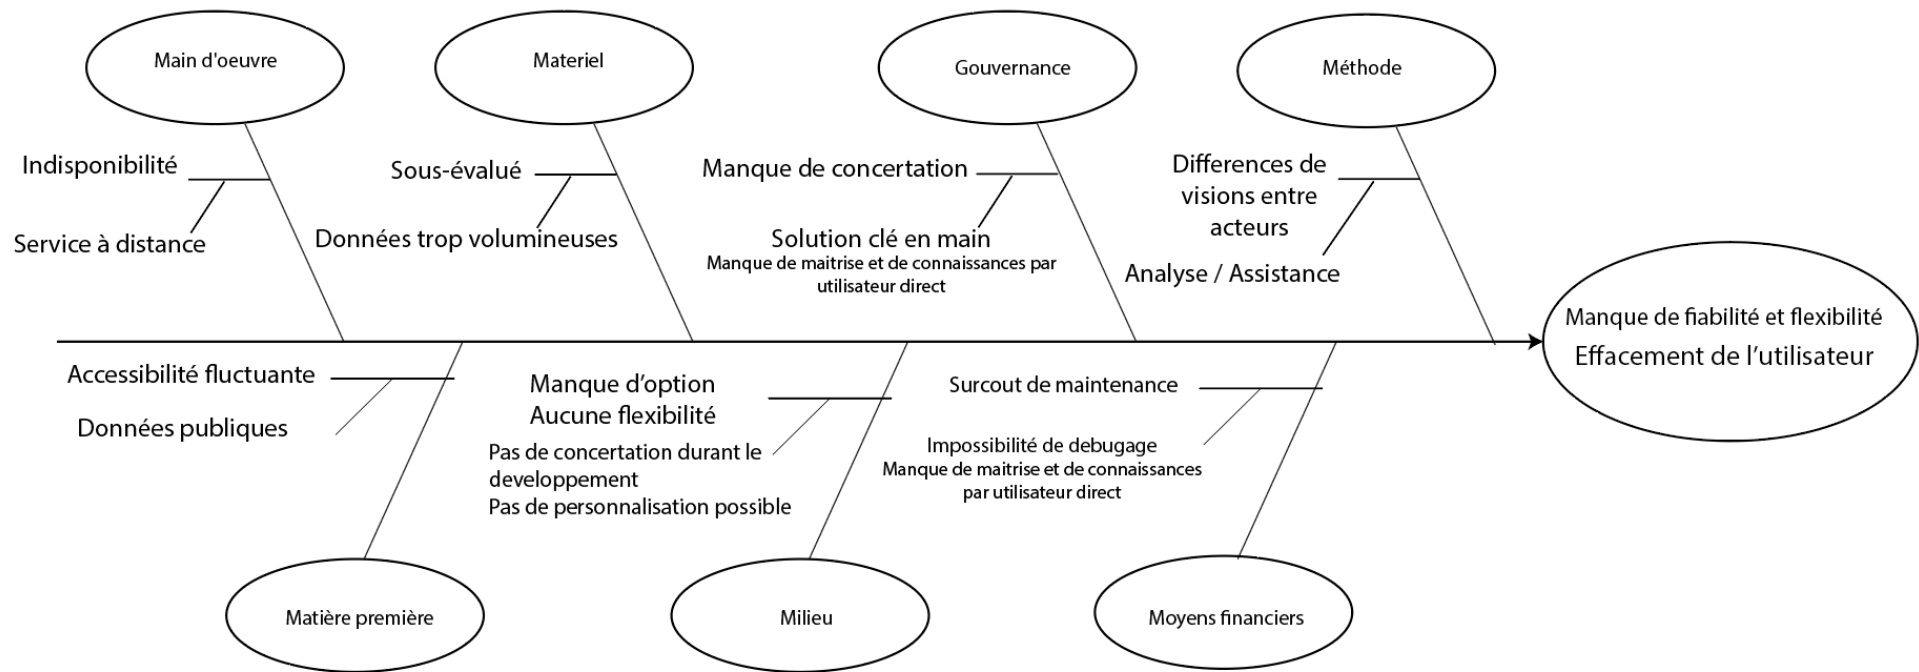 Main d'oeuvre
Materiel
Gouvernance
Méthode
Indisponibilité
Service à distance
Sous-évalué
Données trop volumineuses
Manque de concertation
Solution clé en main
Manque de maitrise et de connaissances par
utilisateur direct
Differences de
visions entre
acteurs
Analyse / Assistance
Manque de fiabilité et flexibilité
Effacement de l’utilisateur
Accessibilité fluctuante
Données publiques
Manque d’option
Aucune flexibilité
Pas de concertation durant le
developpement
Pas de personnalisation possible
Surcout de maintenance
Impossibilité de debugage
Manque de maitrise et de connaissances
par utilisateur direct
Matière première
Milieu
Moyens financiers